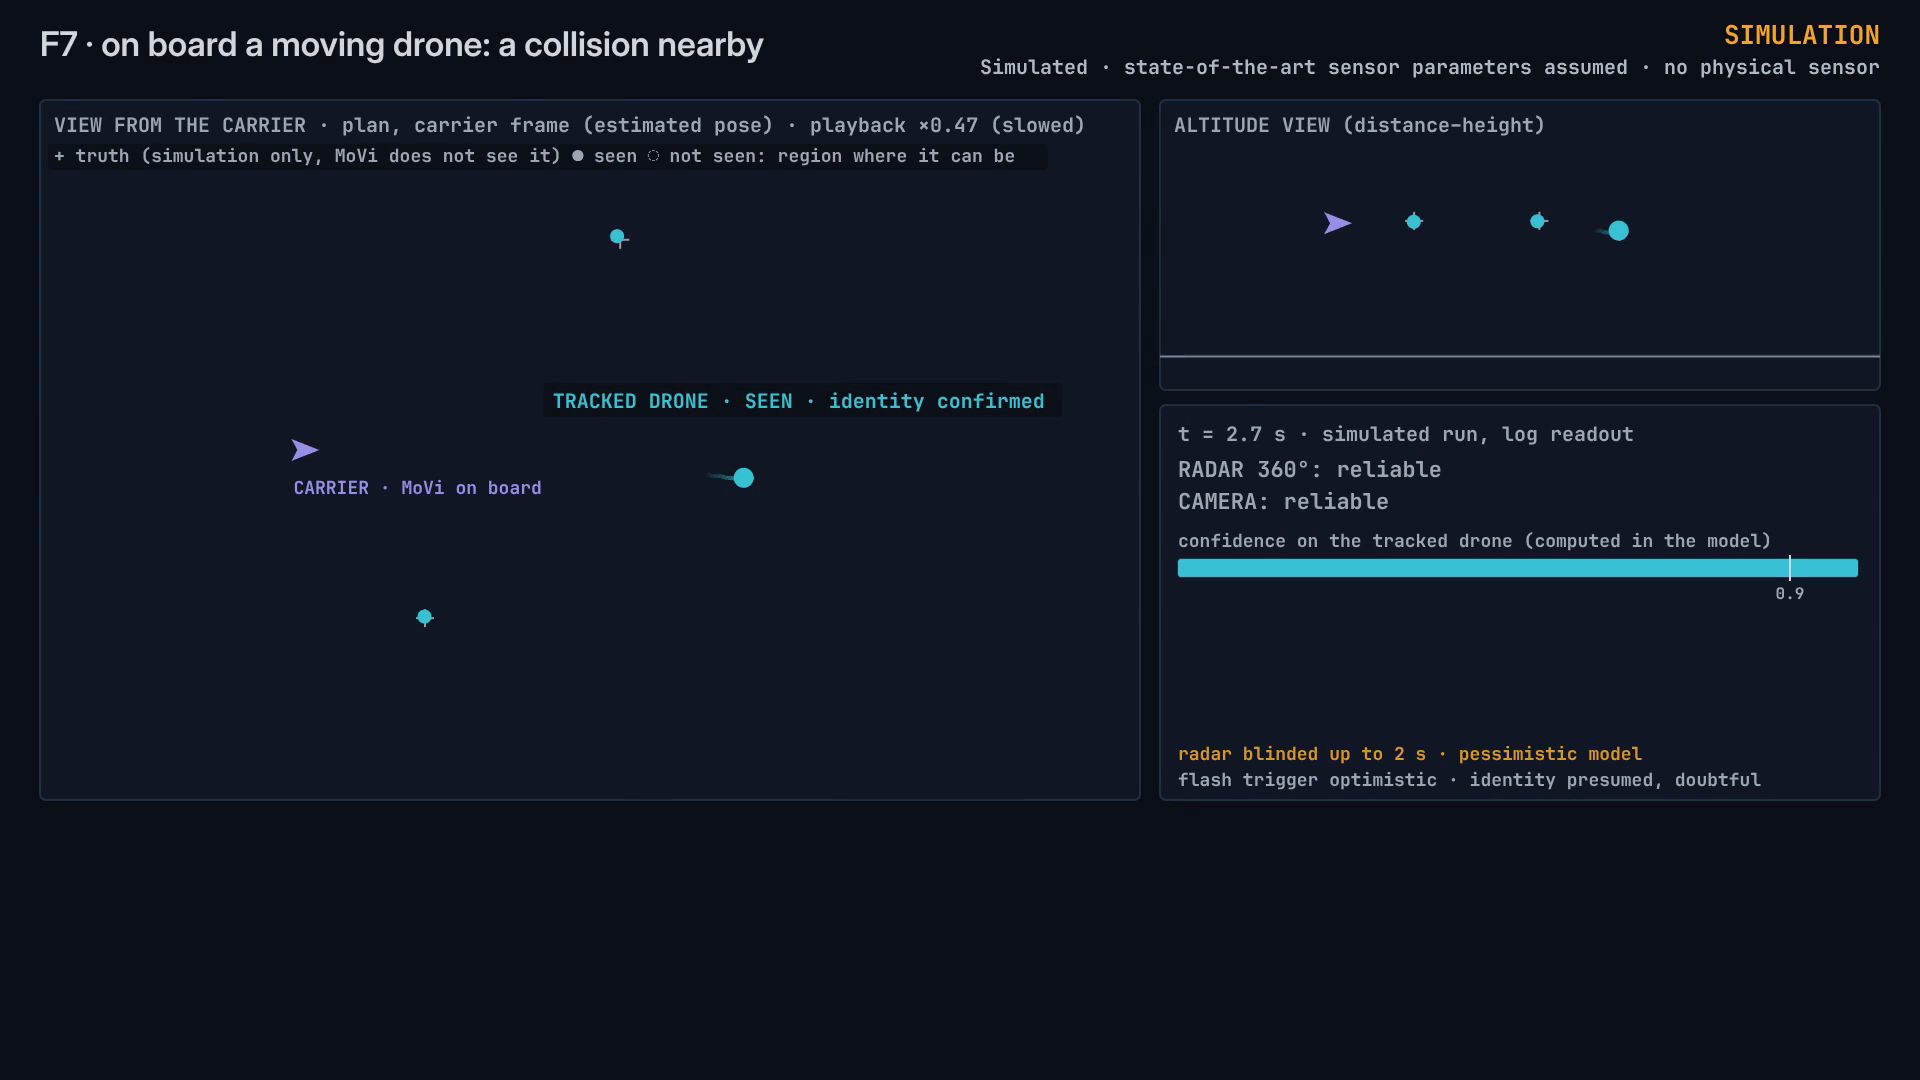 F7 · on board a moving drone: a collision nearby
SIMULATION
Simulated · state-of-the-art sensor parameters assumed · no physical sensor
VIEW FROM THE CARRIER · plan, carrier frame (estimated pose) · playback ×0.47 (slowed)
+ truth (simulation only, MoVi does not see it) ● seen ◌ not seen: region where it can be
TRACKED DRONE · SEEN · identity confirmed
CARRIER · MoVi on board
ALTITUDE VIEW (distance–height)
t = 2.7 s · simulated run, log readout
RADAR 360°: reliable
CAMERA: reliable
confidence on the tracked drone (computed in the model)
0.9
radar blinded up to 2 s · pessimistic model
flash trigger optimistic · identity presumed, doubtful